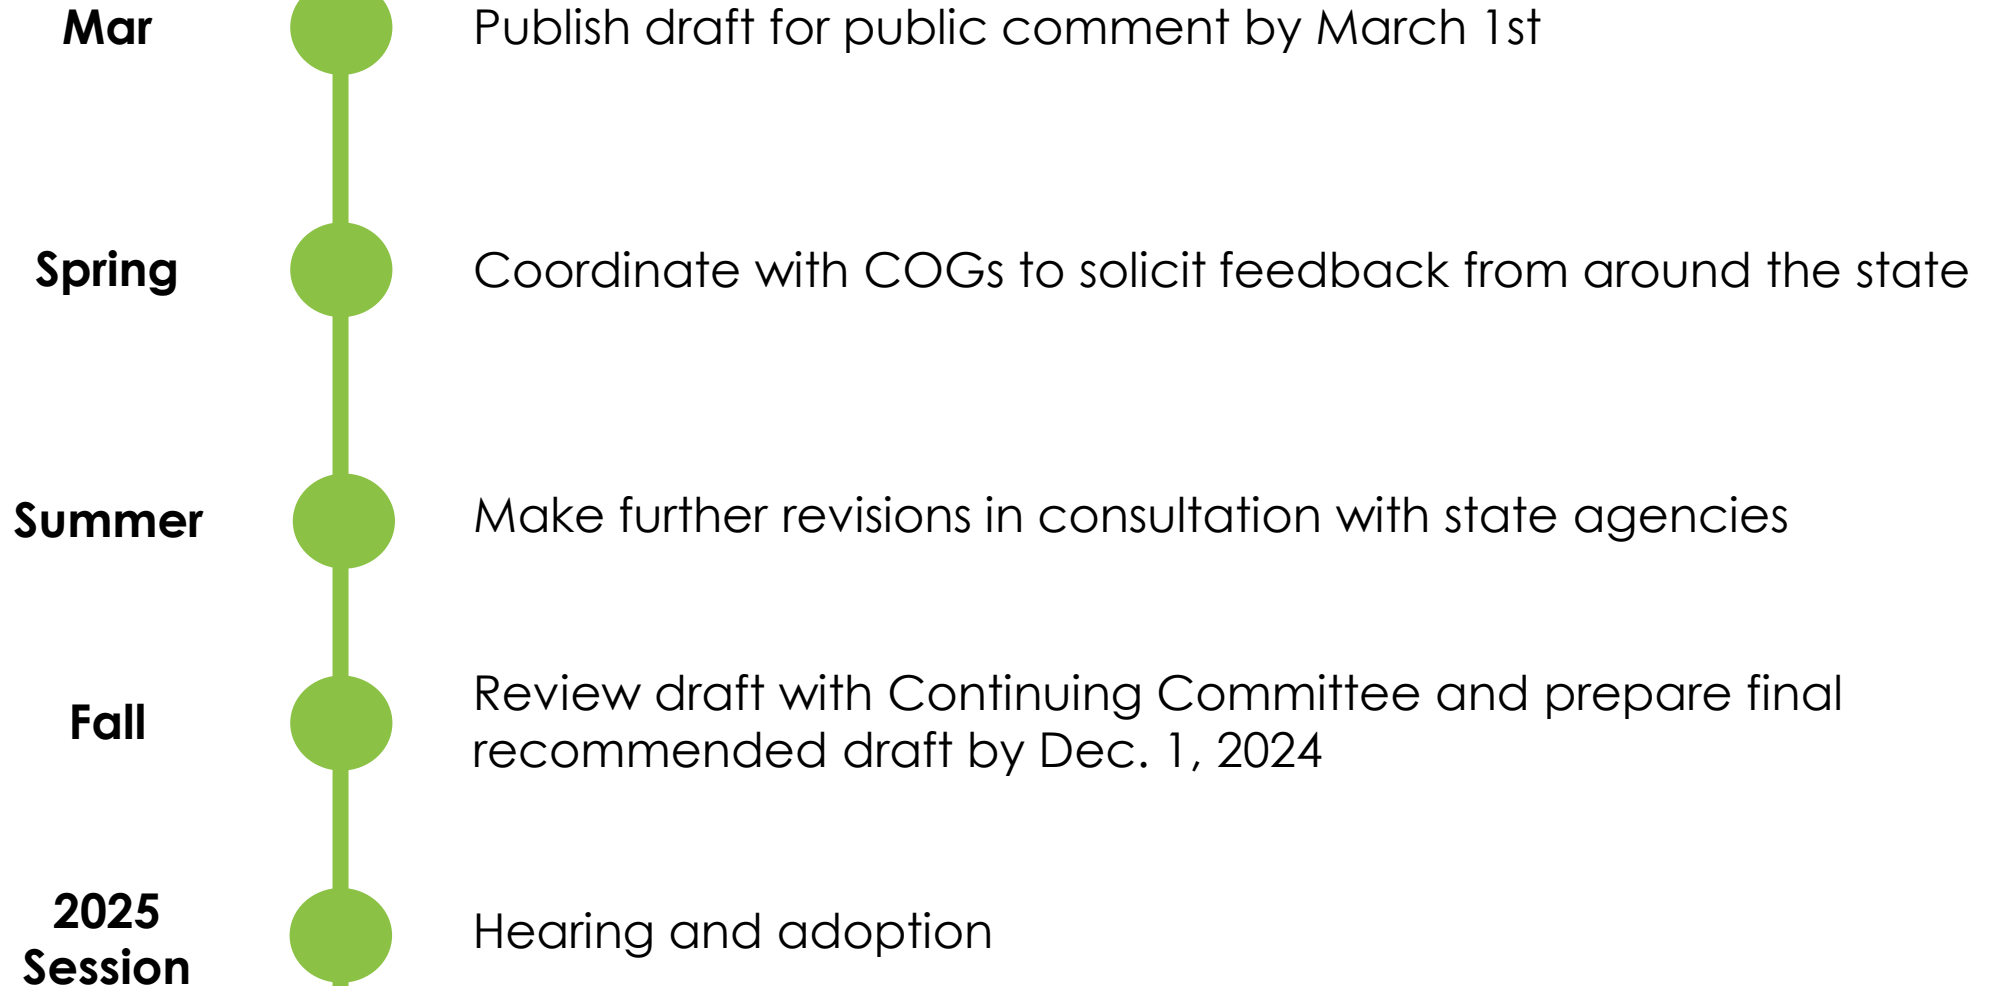 Mar
Publish draft for public comment by March 1st
Spring
Coordinate with COGs to solicit feedback from around the state
Summer
Make further revisions in consultation with state agencies
Fall
Review draft with Continuing Committee and prepare final
recommended draft by Dec. 1, 2024
2025
Session
Hearing and adoption